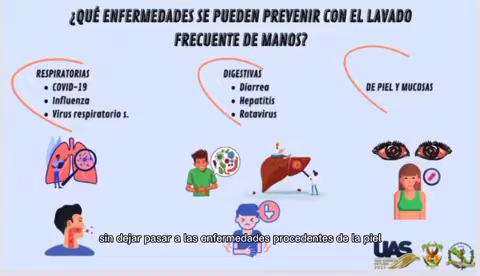 ¿QUÉ ENFERMEDADES SE PUEDEN PREVENIR CON EL LAVADO
FRECUENTE DE MANOS?
RESPIRATORIAS
• COVID-19
• Influenza
• Virus respiratorio s.
DIGESTIVAS
• Diarrea
• Hepatitis
• Rotavirus
DE PIEL Y MUCOSAS
sin dejar pasar a las enfermedades procedentes de la piel
UAS